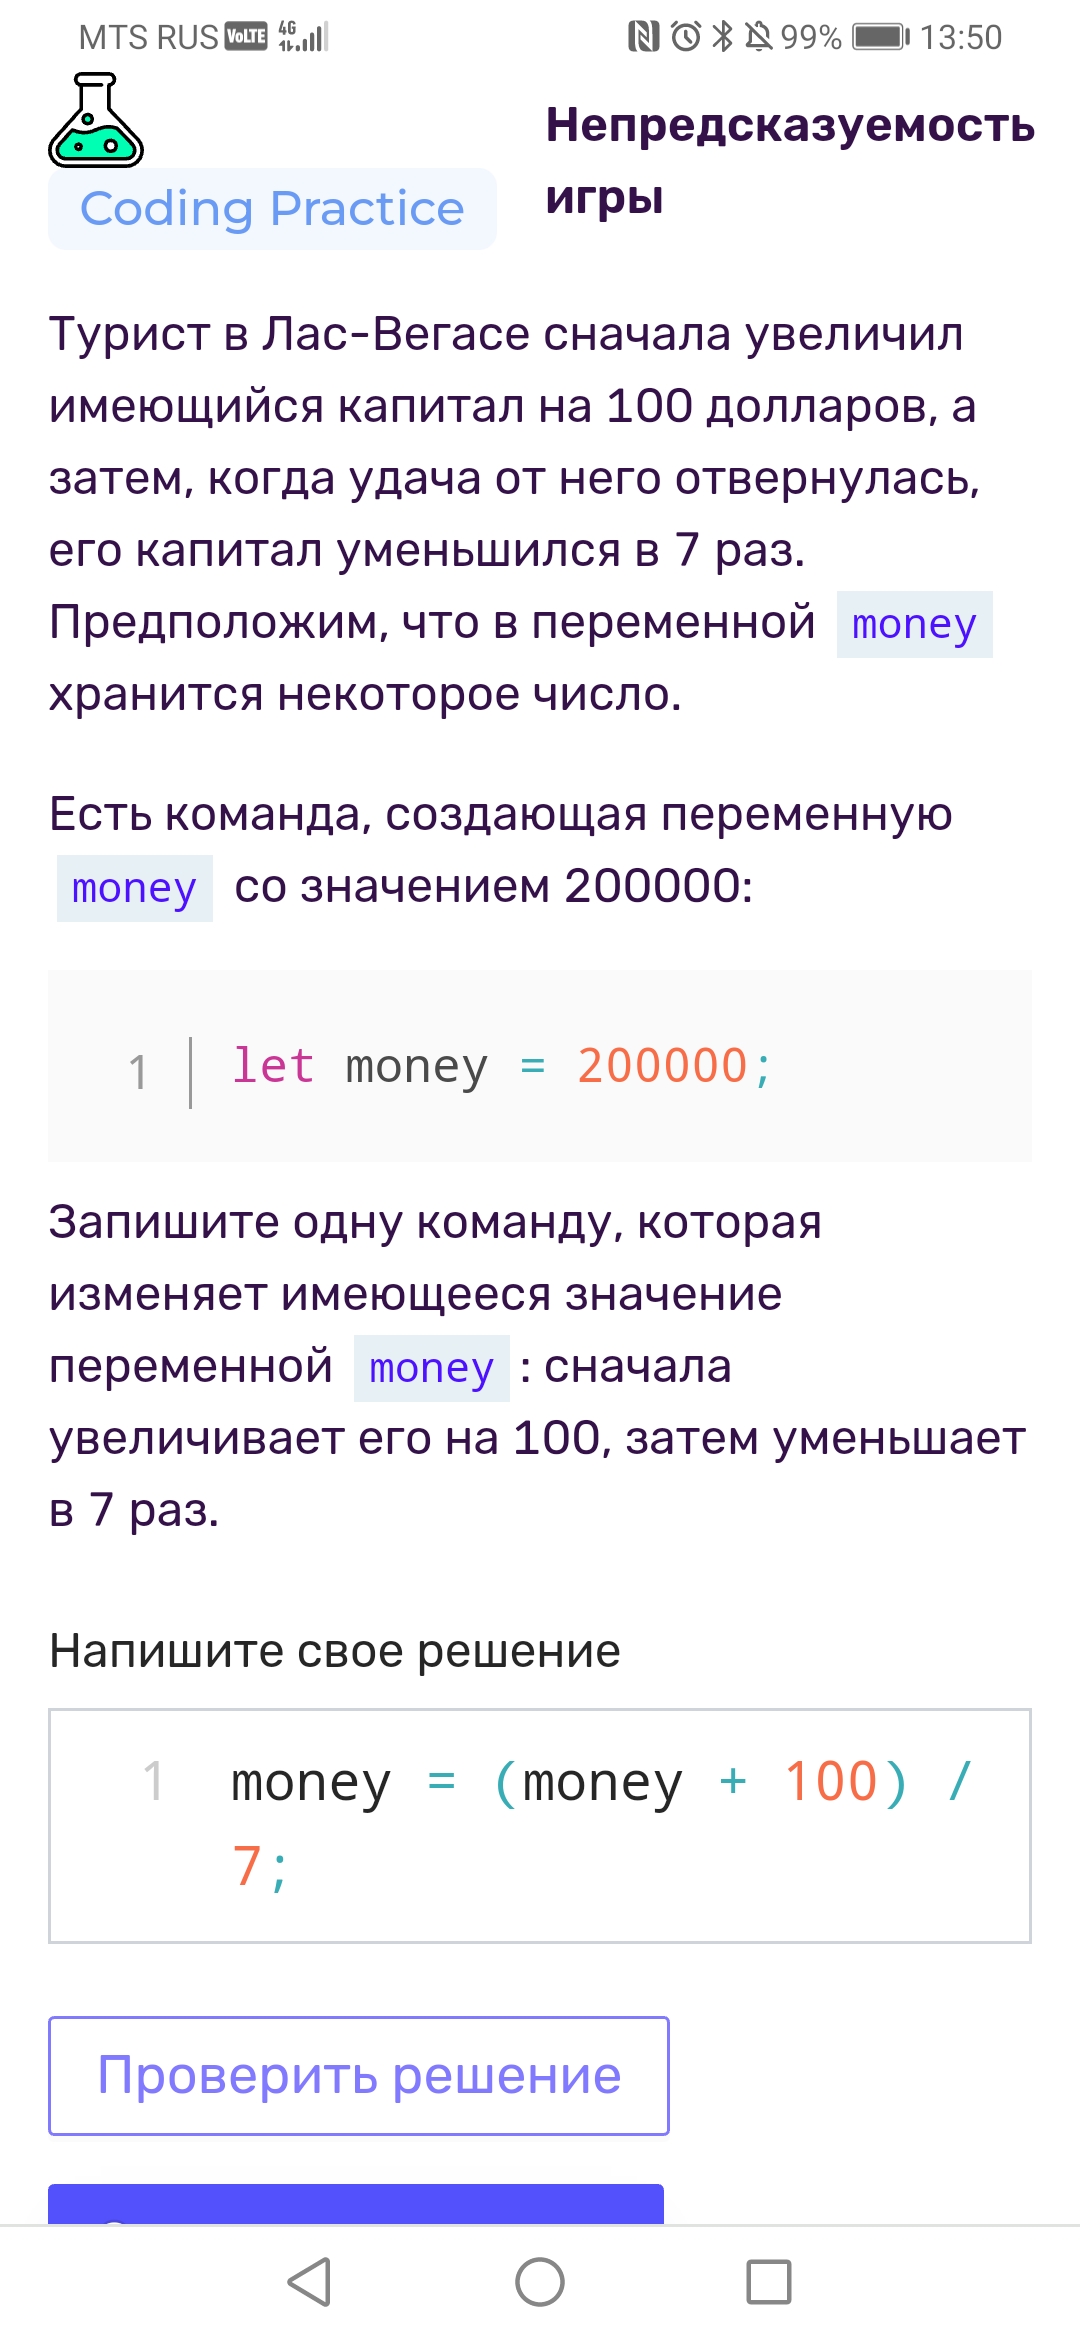 MTS RUS VoLTE 4G 99% 13:50
Coding Practice
Непредсказуемость
игры
Турист в Лас-Вегасе сначала увеличил
имеющийся капитал на 100 долларов, а
затем, когда удача от него отвернулась,
его капитал уменьшился в 7 раз.
Предположим, что в переменной money
хранится некоторое число.
Есть команда, создающая переменную
money со значением 200000:
1 let money = 200000;
Запишите одну команду, которая
изменяет имеющееся значение
переменной money : сначала
увеличивает его на 100, затем уменьшает
в 7 раз.
Напишите свое решение
1 money = (money + 100) /
7;
Проверить решение